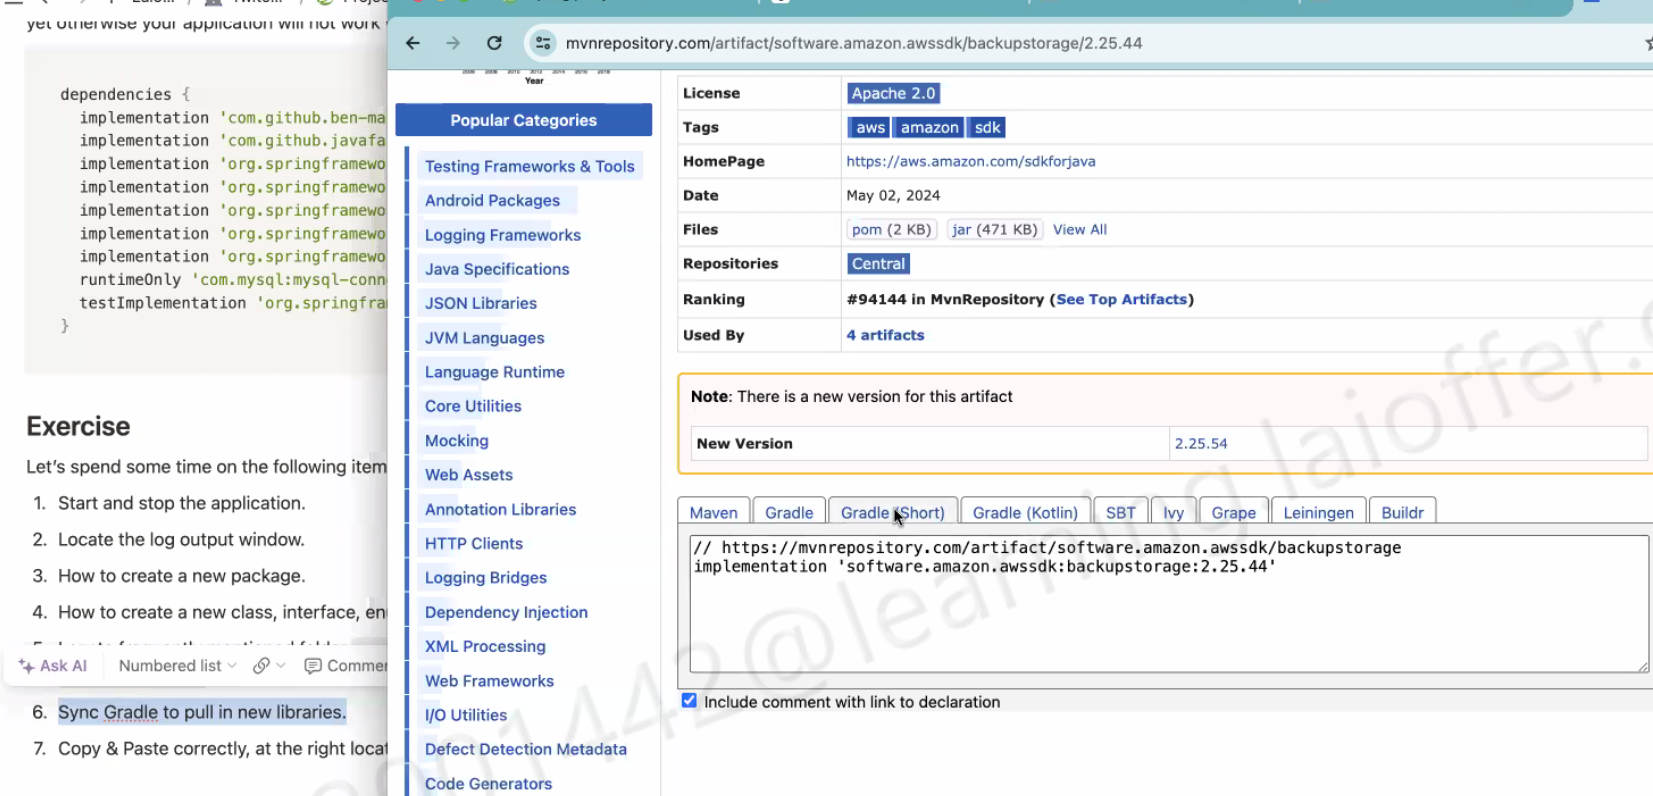 yet otherwise your application will not work
dependencies {
implementation 'com.github.ben-ma
implementation 'com.github.javafa
implementation 'org.springframewo
implementation 'org.springframewo
implementation 'org.springframewo
implementation 'org.springframewo
implementation 'org.springframewo
runtimeOnly 'com.mysql:mysql-conn
testImplementation 'org.springfra
}
Exercise
Let's spend some time on the following item
1. Start and stop the application.
2. Locate the log output window.
3. How to create a new package.
4. How to create a new class, interface, en
Ask AI Numbered list Commer
6. Sync Gradle to pull in new libraries.
7. Copy & Paste correctly, at the right locat
mvnrepository.com/artifact/software.amazon.awssdk/backupstorage/2.25.44
Year
Popular Categories
Testing Frameworks & Tools
Android Packages
Logging Frameworks
Java Specifications
JSON Libraries
JVM Languages
Language Runtime
Core Utilities
Mocking
Web Assets
Annotation Libraries
HTTP Clients
Logging Bridges
Dependency Injection
XML Processing
Web Frameworks
I/O Utilities
Defect Detection Metadata
Code Generators
License Apache 2.0
Tags aws amazon sdk
HomePage https://aws.amazon.com/sdkforjava
Date May 02, 2024
Files pom (2 KB) jar (471 KB) View All
Repositories Central
Ranking #94144 in MvnRepository (See Top Artifacts)
Used By 4 artifacts
Note: There is a new version for this artifact
New Version 2.25.54
Maven Gradle Gradle (Short) Gradle (Kotlin) SBT Ivy Grape Leiningen Buildr
// https://mvnrepository.com/artifact/software.amazon.awssdk/backupstorage
implementation 'software.amazon.awssdk:backupstorage:2.25.44'
Include comment with link to declaration
1442@learning.laioffer.